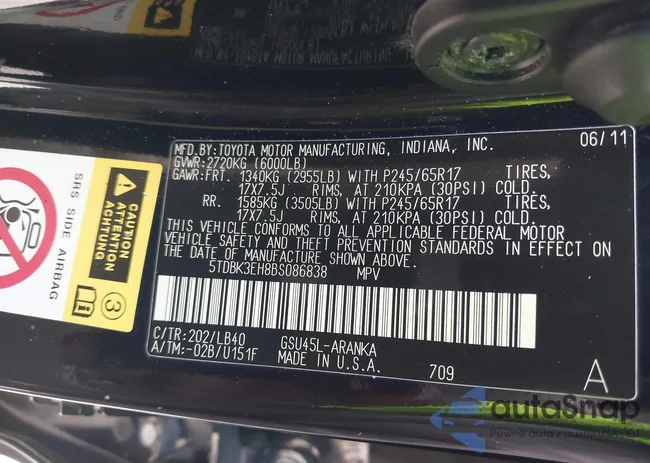 MFD.BY:TOYOTA MOTOR MANUFACTURING, INDIANA, INC. 06/11
GVWR:2720KG (6000LB)
GAWR:FRT. 1340KG (2955LB) WITH P245/65R17 TIRES,
17X7.5J RIMS, AT 210KPA (30PSI) COLD.
RR. 1585KG (3505LB) WITH P245/65R17 TIRES,
17X7.5J RIMS, AT 210KPA (30PSI) COLD.
THIS VEHICLE CONFORMS TO ALL APPLICABLE FEDERAL MOTOR
VEHICLE SAFETY AND THEFT PREVENTION STANDARDS IN EFFECT ON
THE DATE OF MANUFACTURE SHOWN ABOVE.
5TDBK3EH8BS086838 MPV
C/TR:202/LB40 GSU45L-ARANKA
A/TM:-02B/U151F MADE IN U.S.A.
709 A
SRS SIDE AIRBAG
CAUTION
ATTENTION
ACHTUNG
3
autoSnap